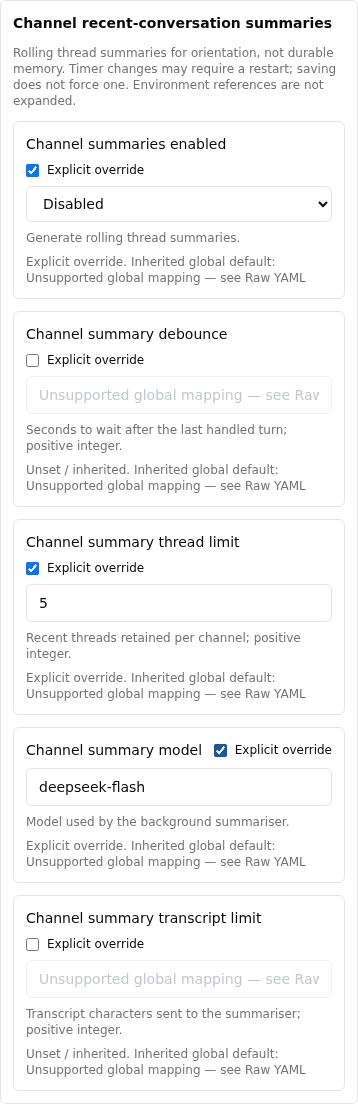 Channel recent-conversation summaries
Rolling thread summaries for orientation, not durable
memory. Timer changes may require a restart; saving
does not force one. Environment references are not
expanded.
Channel summaries enabled
Explicit override
Disabled
Generate rolling thread summaries.
Explicit override. Inherited global default:
Unsupported global mapping — see Raw YAML
Channel summary debounce
Explicit override
Unsupported global mapping — see Raw
Seconds to wait after the last handled turn;
positive integer.
Unset / inherited. Inherited global default:
Unsupported global mapping — see Raw YAML
Channel summary thread limit
Explicit override
5
Recent threads retained per channel; positive
integer.
Explicit override. Inherited global default:
Unsupported global mapping — see Raw YAML
Channel summary model Explicit override
deepseek-flash
Model used by the background summariser.
Explicit override. Inherited global default:
Unsupported global mapping — see Raw YAML
Channel summary transcript limit
Explicit override
Unsupported global mapping — see Raw
Transcript characters sent to the summariser;
positive integer.
Unset / inherited. Inherited global default:
Unsupported global mapping — see Raw YAML